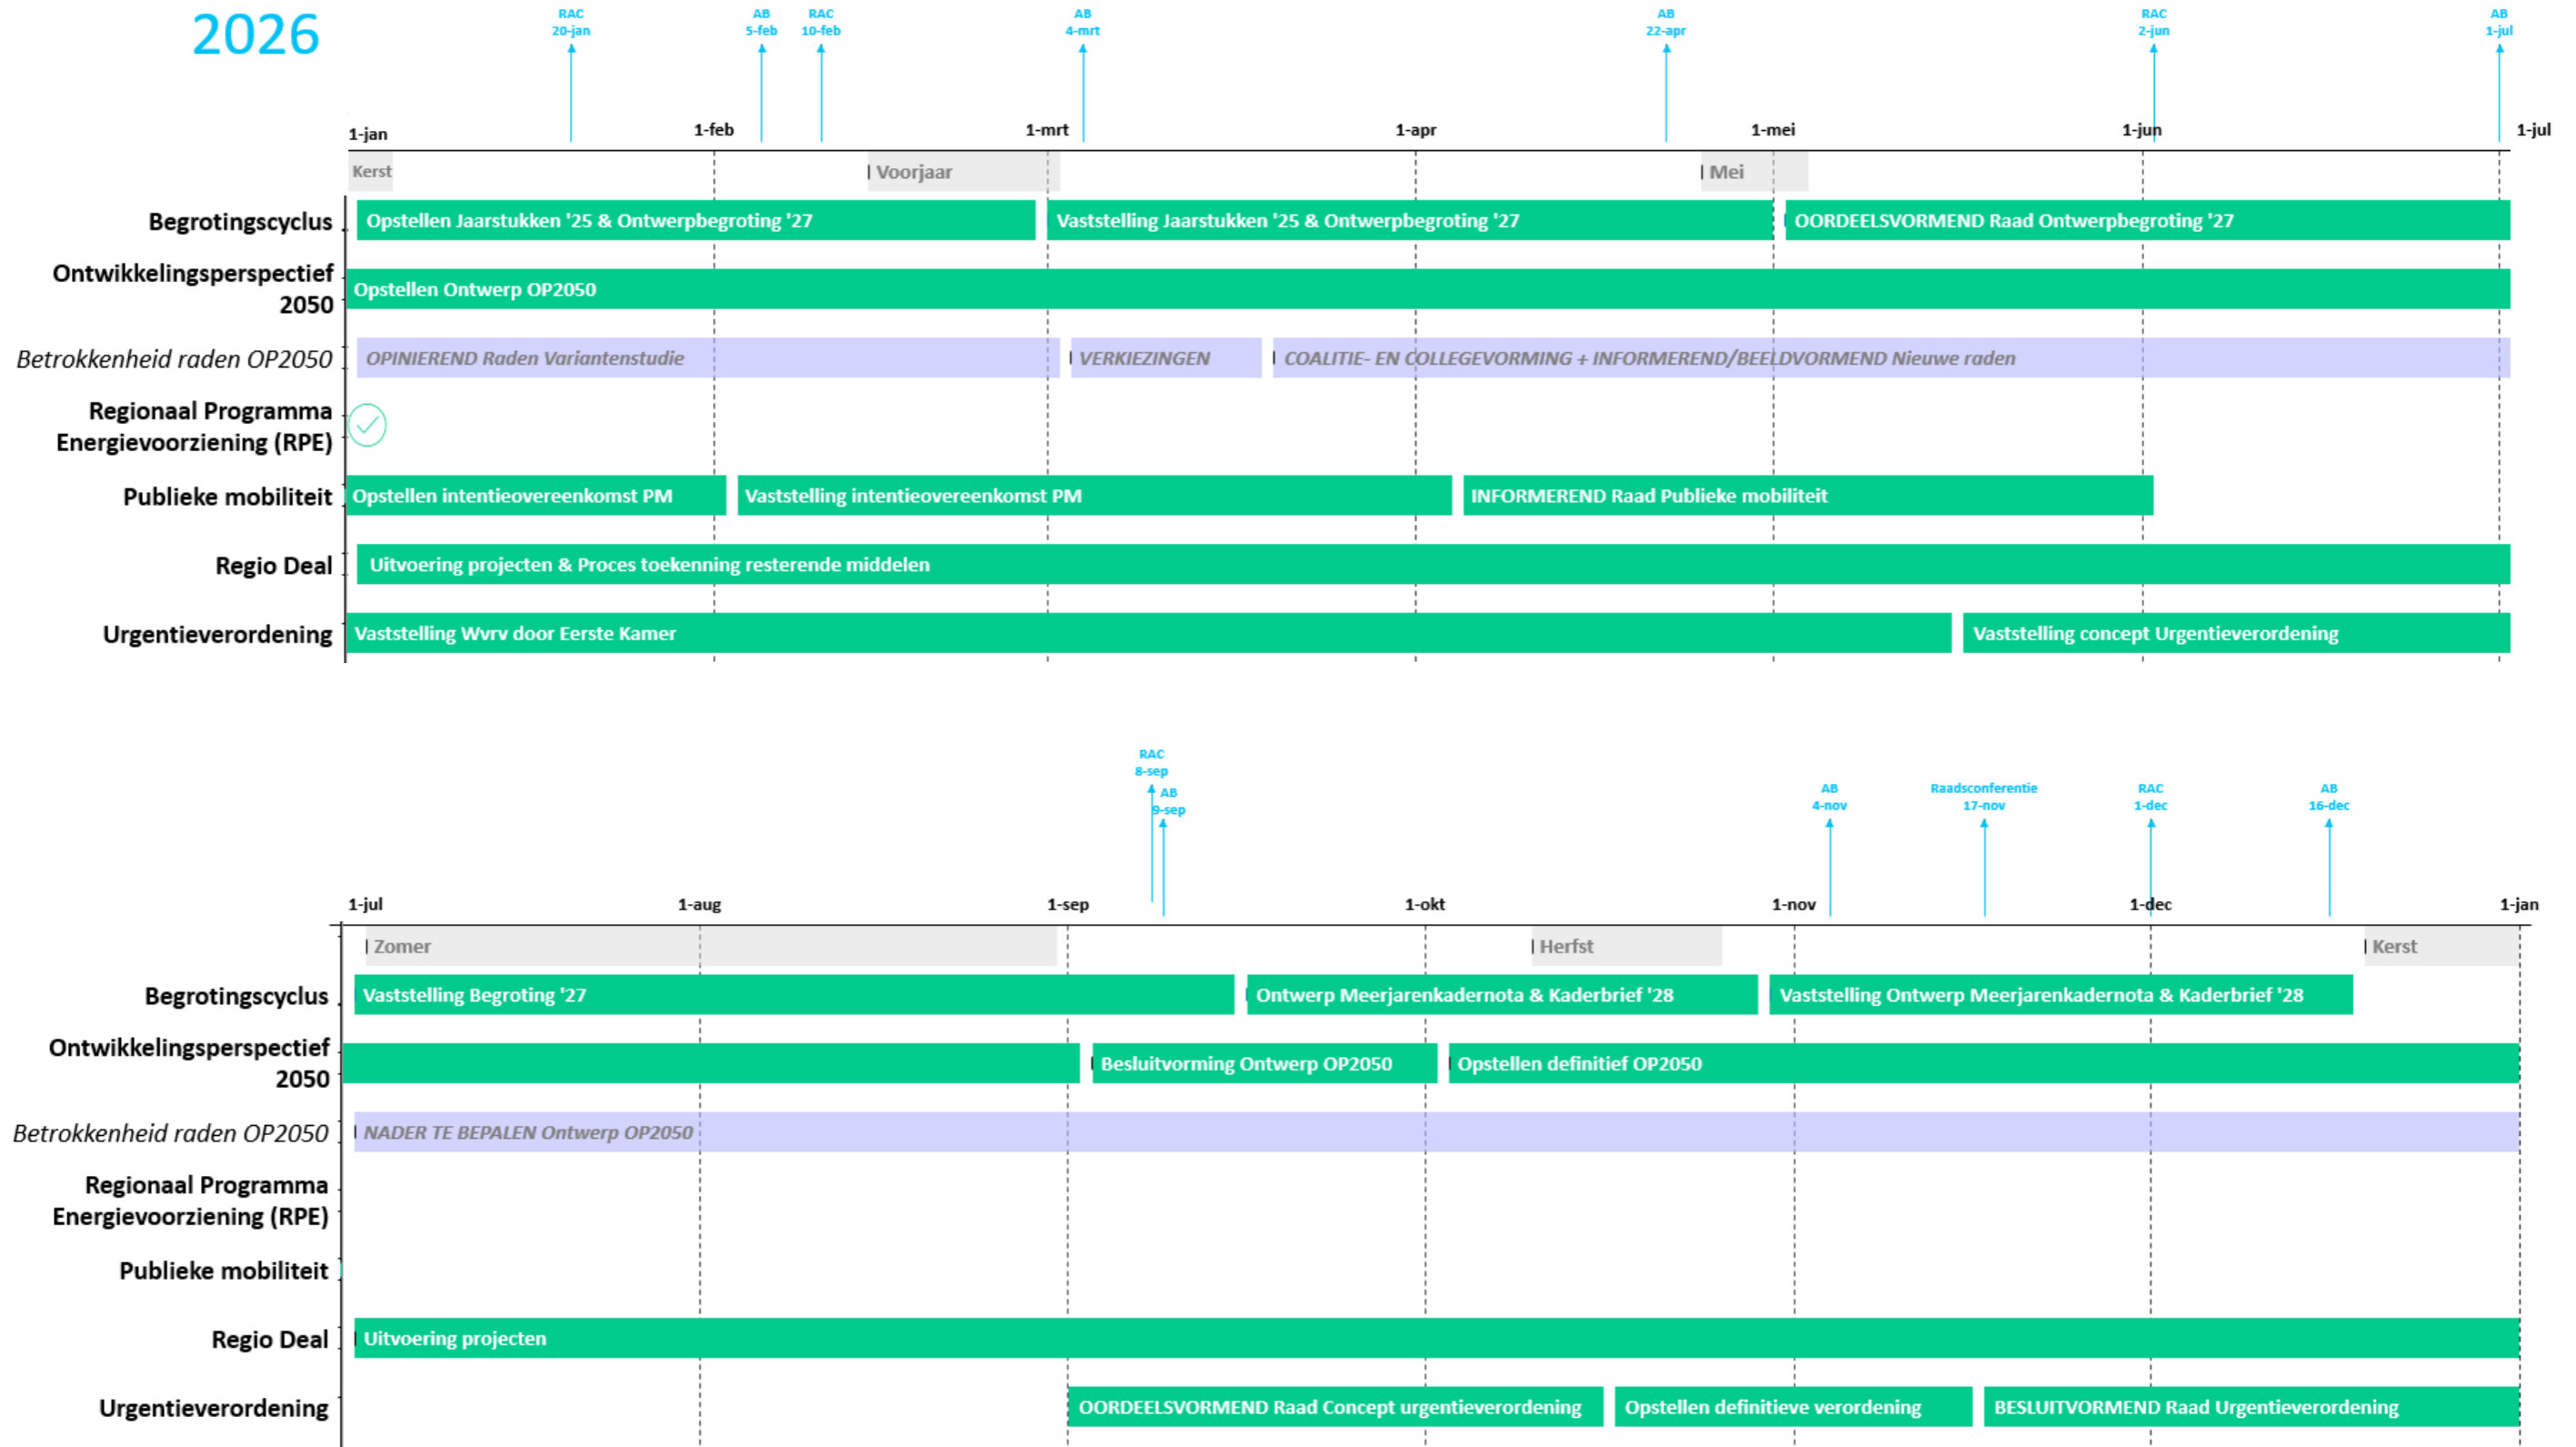 2026
RAC
20-jan
AB
5-feb
RAC
10-feb
AB
4-mrt
AB
22-apr
RAC
2-jun
AB
1-jul
1-jan
1-feb
1-mrt
1-apr
1-mei
1-jun
1-jul
Kerst
Voorjaar
Mei
Begrotingscyclus
Opstellen Jaarstukken '25 & Ontwerpbegroting '27
Vaststelling Jaarstukken '25 & Ontwerpbegroting '27
OORDEELSVORMEND Raad Ontwerpbegroting '27
Ontwikkelingsperspectief
2050
Opstellen Ontwerp OP2050
Betrokkenheid raden OP2050
OPINIEREND Raden Variantenstudie
VERKIEZINGEN
COALITIE- EN COLLEGEVORMING + INFORMEREND/BEELDVORMEND Nieuwe raden
Regionaal Programma
Energievoorziening (RPE)
Publieke mobiliteit
Opstellen intentieovereenkomst PM
Vaststelling intentieovereenkomst PM
INFORMEREND Raad Publieke mobiliteit
Regio Deal
Uitvoering projecten & Proces toekenning resterende middelen
Urgentieverordening
Vaststelling Wvrv door Eerste Kamer
Vaststelling concept Urgentieverordening
RAC
8-sep
AB
9-sep
AB
4-nov
Raadsconferentie
17-nov
RAC
1-dec
AB
16-dec
1-jul
1-aug
1-sep
1-okt
1-nov
1-dec
1-jan
Zomer
Herfst
Kerst
Begrotingscyclus
Vaststelling Begroting '27
Ontwerp Meerjarenkadernota & Kaderbrief '28
Vaststelling Ontwerp Meerjarenkadernota & Kaderbrief '28
Ontwikkelingsperspectief
2050
Besluitvorming Ontwerp OP2050
Opstellen definitief OP2050
Betrokkenheid raden OP2050
NADER TE BEPALEN Ontwerp OP2050
Regionaal Programma
Energievoorziening (RPE)
Publieke mobiliteit
Regio Deal
Uitvoering projecten
Urgentieverordening
OORDEELSVORMEND Raad Concept urgentieverordening
Opstellen definitieve verordening
BESLUITVORMEND Raad Urgentieverordening